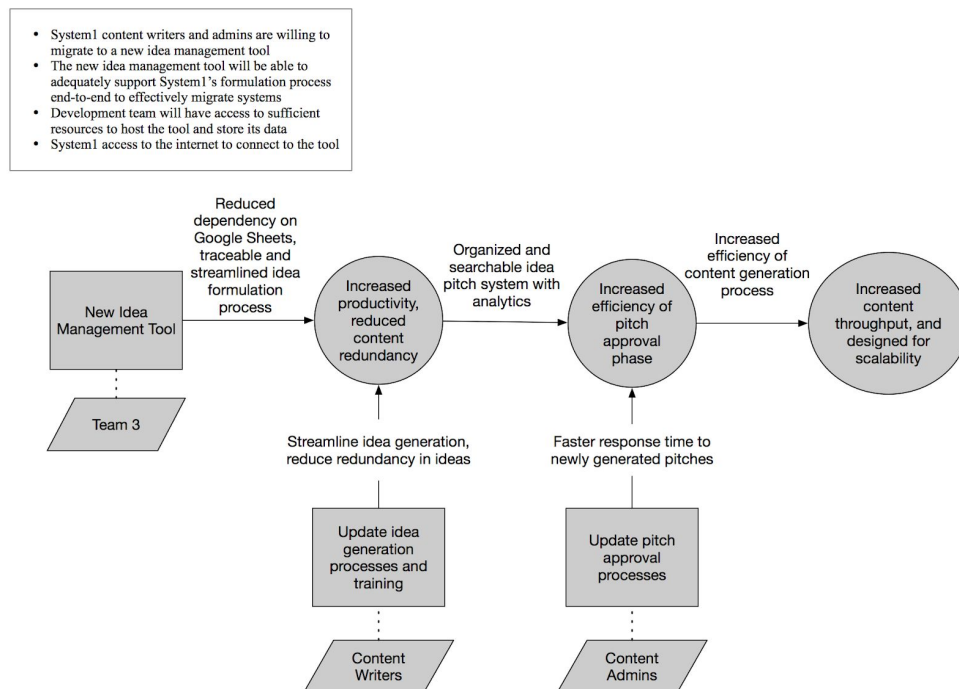 • System1 content writers and admins are willing to
migrate to a new idea management tool
• The new idea management tool will be able to
adequately support System1's formulation process
end-to-end to effectively migrate systems
• Development team will have access to sufficient
resources to host the tool and store its data
• System1 access to the internet to connect to the tool
Reduced
dependency on
Google Sheets,
traceable and
streamlined idea
formulation
process
Organized and
searchable idea
pitch system with
analytics
Increased
efficiency of
content generation
process
New Idea
Management Tool
Increased
productivity,
reduced
content
redundancy
Increased
efficiency of
pitch
approval
phase
Increased
content
throughput, and
designed for
scalability
Team 3
Streamline idea generation,
reduce redundancy in ideas
Faster response time to
newly generated pitches
Update idea
generation
processes and
training
Update pitch
approval
processes
Content
Writers
Content
Admins